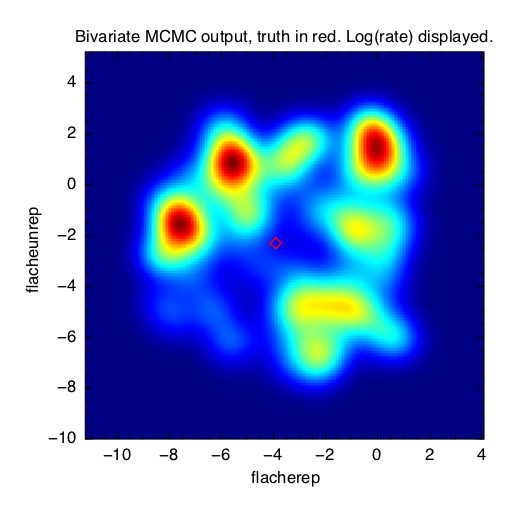 Bivariate MCMC output, truth in red. Log(rate) displayed.
4
2
0
−2
−4
−6
−8
−10
flacheunrep
−10 −8 −6 −4 −2 0 2 4
flacherep